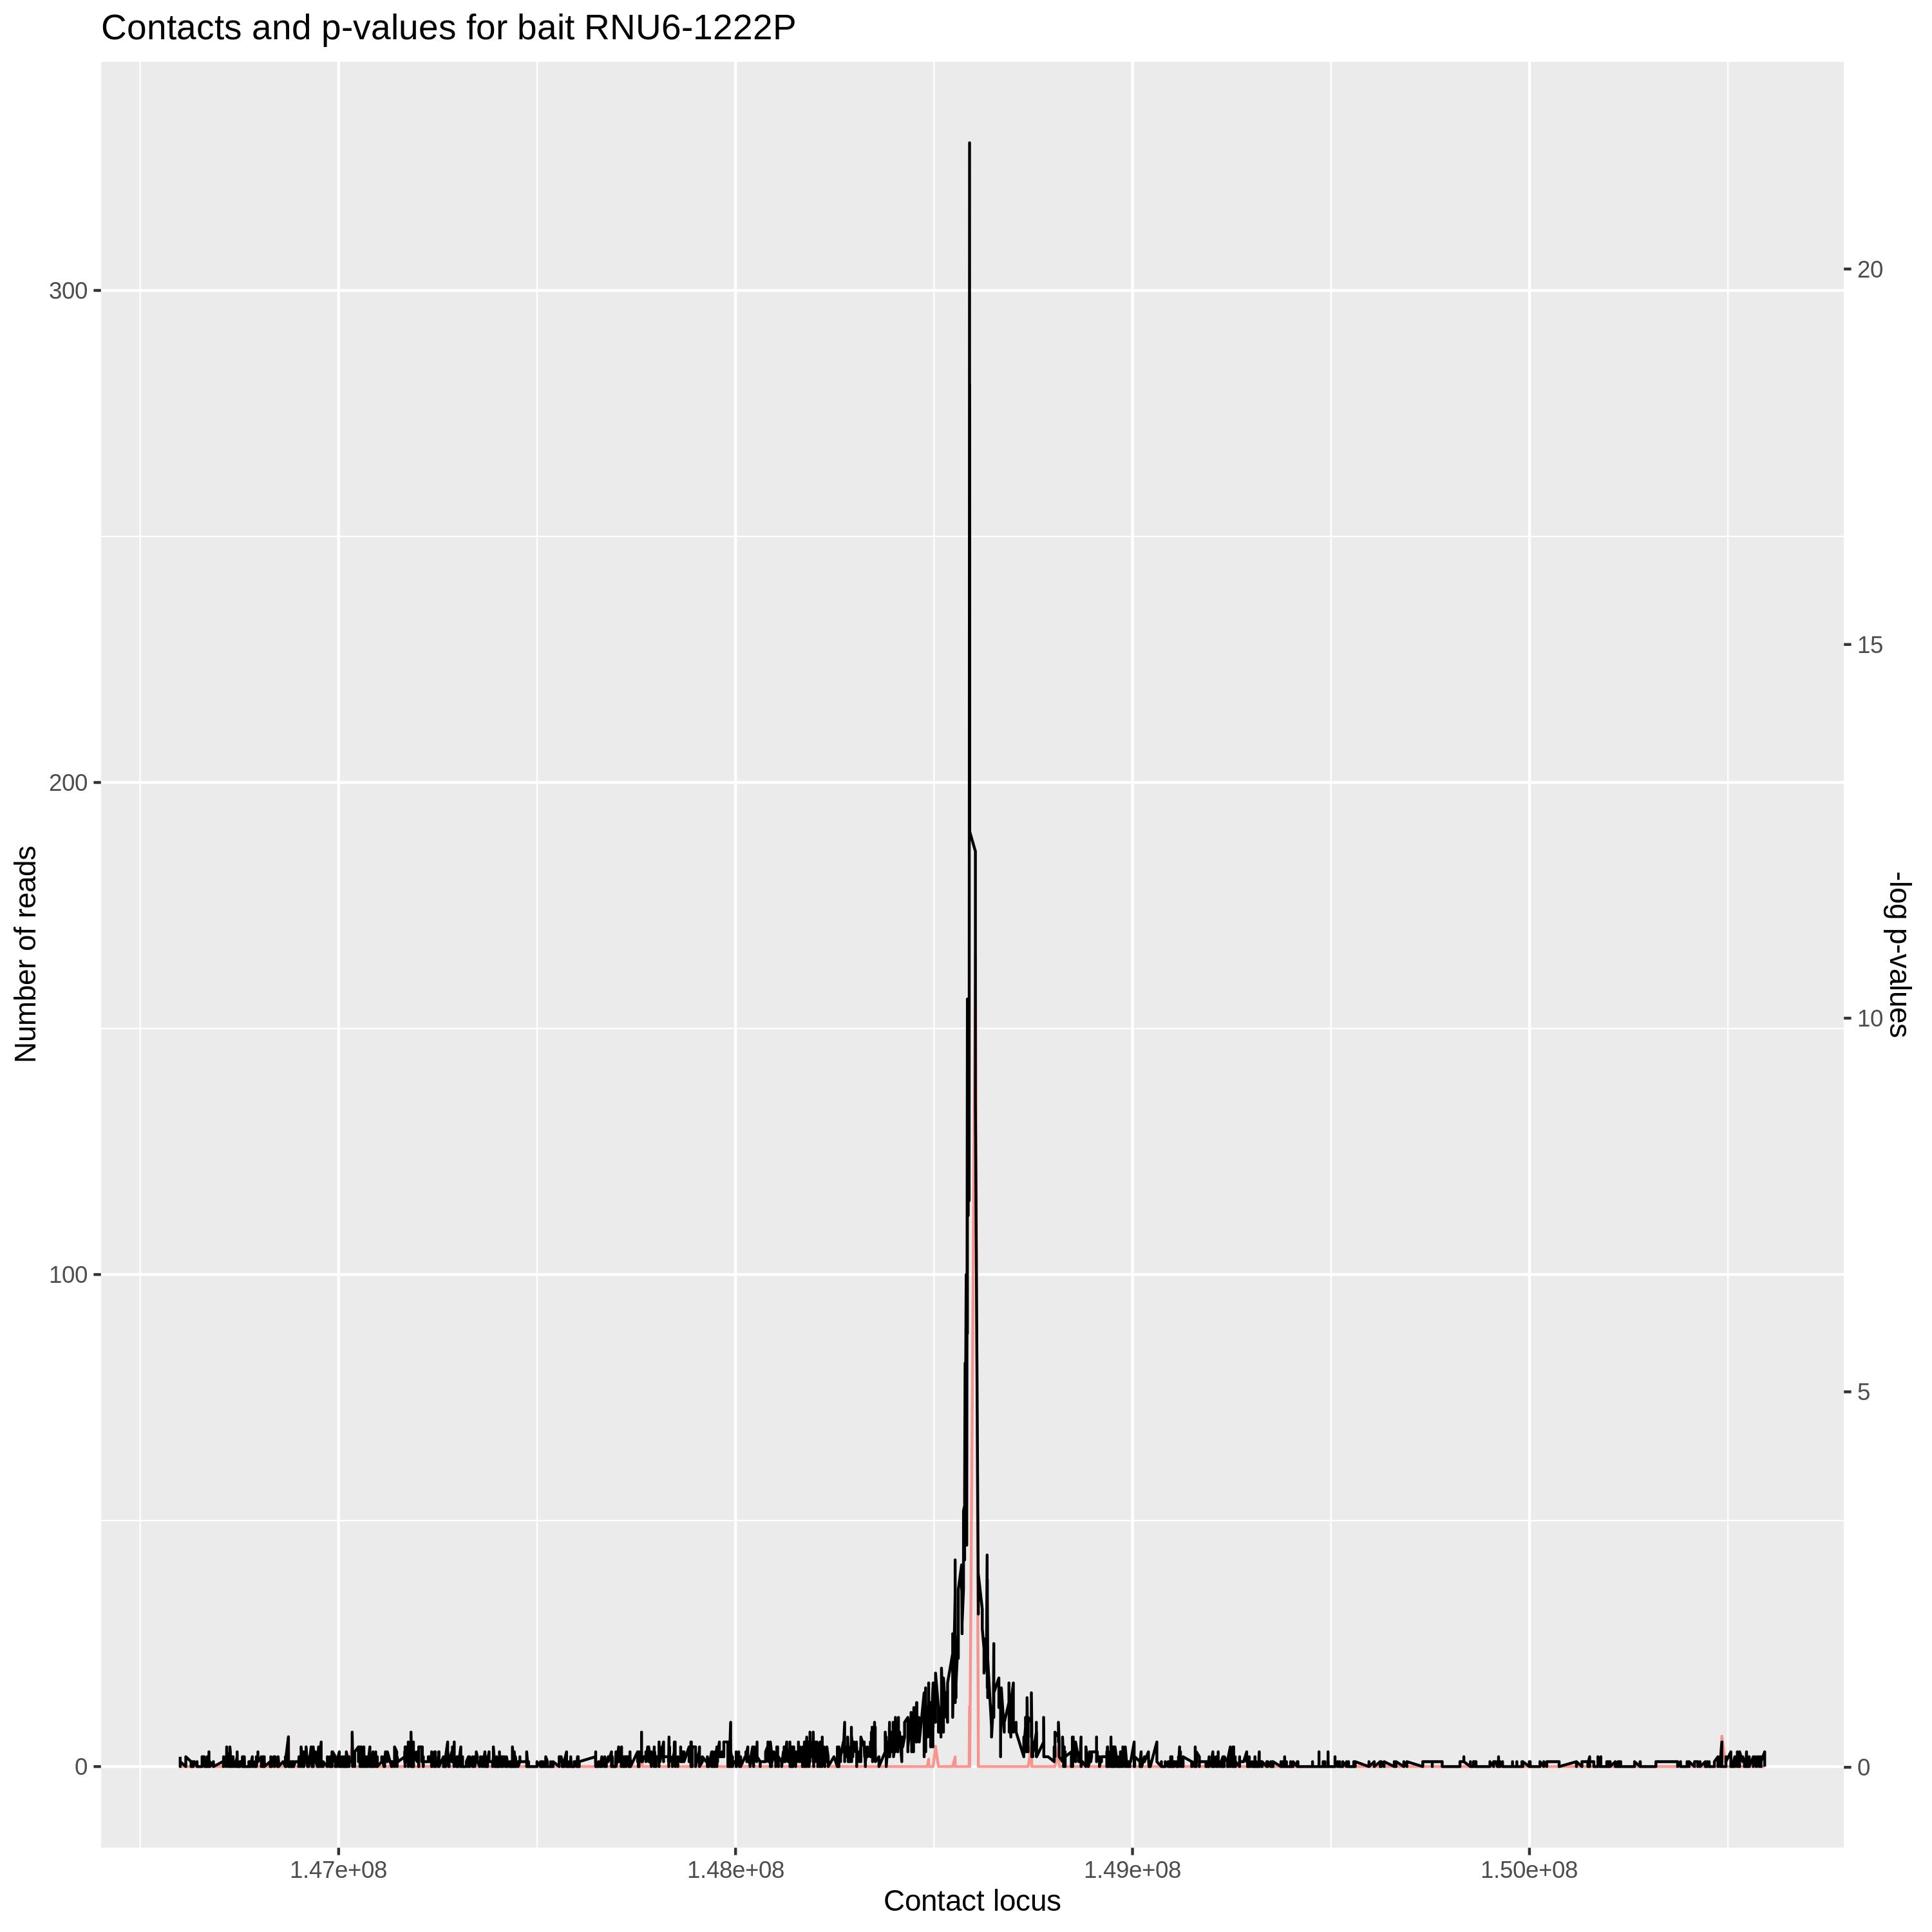 Contacts and p-values for bait RNU6-1222P
300
200
100
0
20
15
10
5
0
Number of reads
-log p-values
1.47e+08
1.48e+08
1.49e+08
1.50e+08
Contact locus